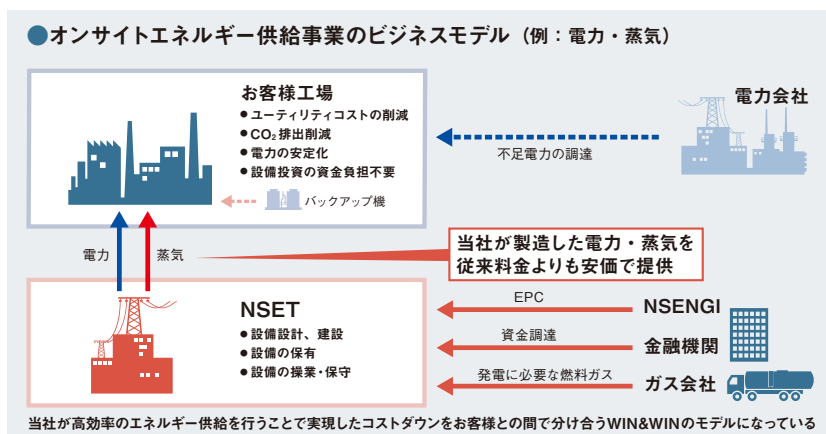 ●オンサイトエネルギー供給事業のビジネスモデル（例：電力・蒸気）
お客様工場
●ユーティリティコストの削減
●CO₂排出削減
●電力の安定化
●設備投資の資金負担不要
バックアップ機
電力会社
不足電力の調達
電力
蒸気
当社が製造した電力・蒸気を
従来料金よりも安価で提供
NSET
●設備設計、建設
●設備の保有
●設備の操業・保守
EPC
NSENGI
資金調達
金融機関
発電に必要な燃料ガス
ガス会社
当社が高効率のエネルギー供給を行うことで実現したコストダウンをお客様との間で分け合うWIN&WINのモデルになっている